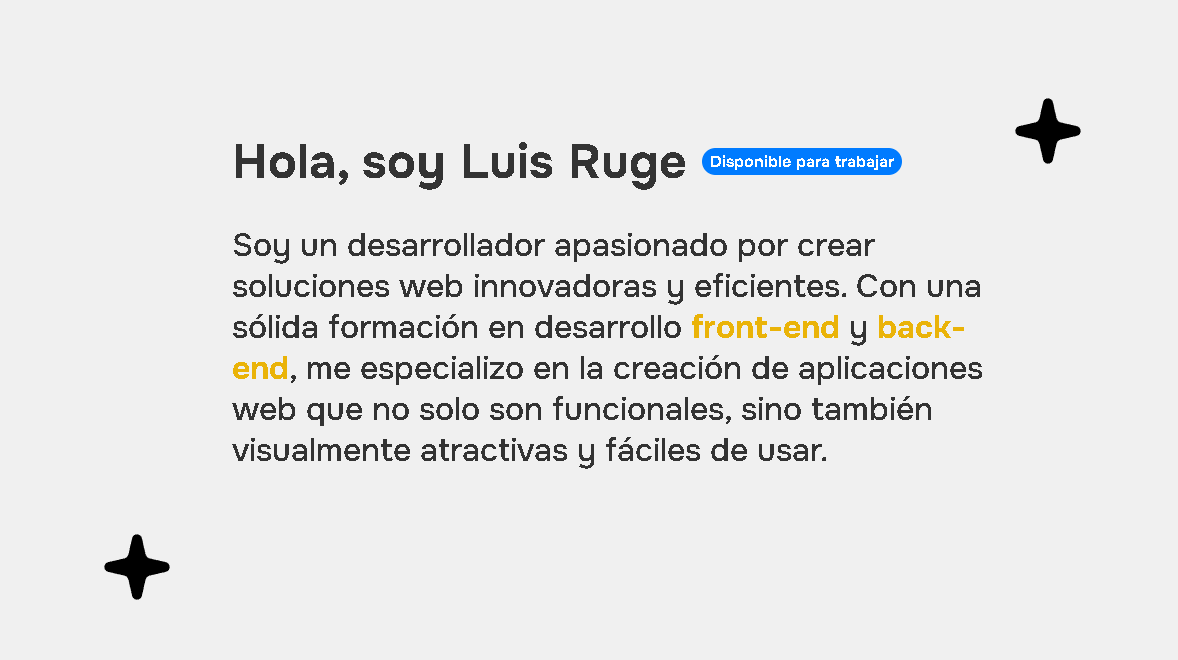 Hola, soy Luis Ruge Disponible para trabajar
Soy un desarrollador apasionado por crear
soluciones web innovadoras y eficientes. Con una
sólida formación en desarrollo front-end y back-
end, me especializo en la creación de aplicaciones
web que no solo son funcionales, sino también
visualmente atractivas y fáciles de usar.